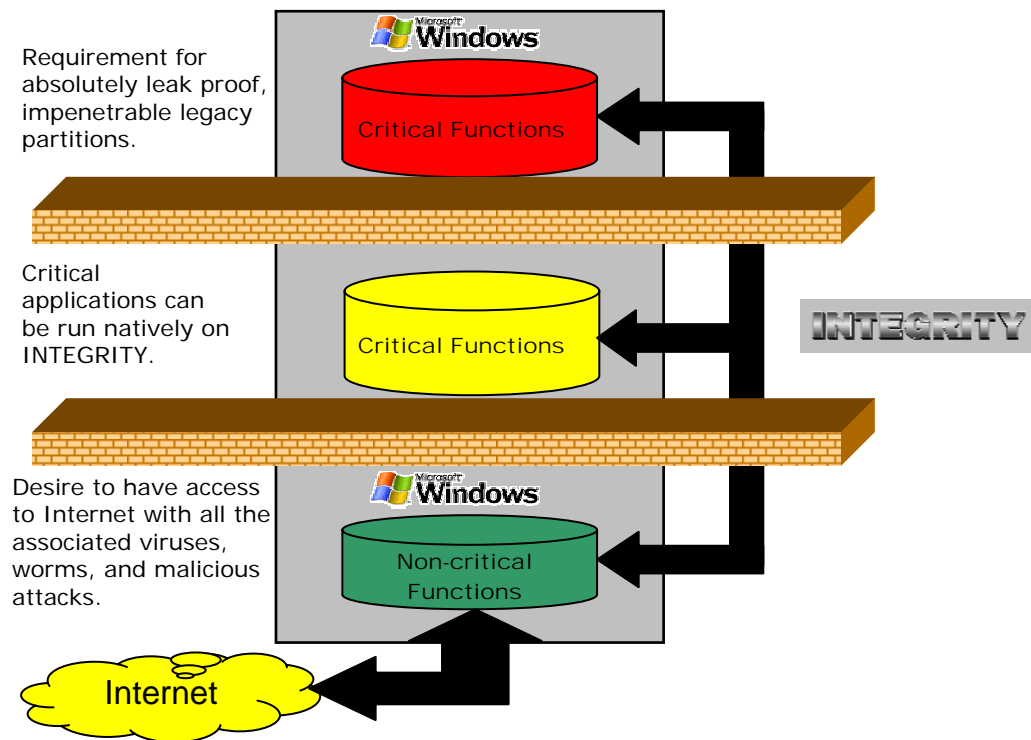 Microsoft
Windows
Requirement for
absolutely leak proof,
impenetrable legacy
partitions.
Critical Functions
Critical
applications can
be run natively on
INTEGRITY.
Critical Functions
INTEGRITY
Desire to have access
to Internet with all the
associated viruses,
worms, and malicious
attacks.
Microsoft
Windows
Non-critical
Functions
Internet